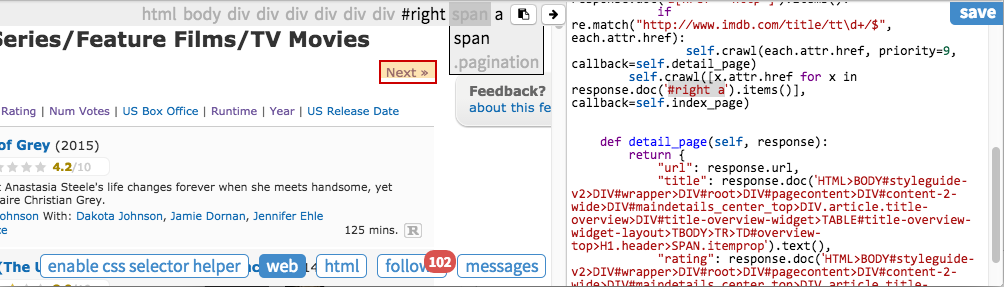 html body div div div div div div #right span a
span
.pagination
Series/Feature Films/TV Movies
Next »
Feedback?
about this fe
Rating | Num Votes | US Box Office | Runtime | Year | US Release Date
of Grey (2015)
4.2/10
t Anastasia Steele's life changes forever when she meets handsome, yet
aire Christian Grey.
ohnson With: Dakota Johnson, Jamie Dornan, Jennifer Ehle
ce
125 mins. R
(The U
14
enable css selector helper
web
html
follow
102
messages
save
if
re.match("http://www.imdb.com/title/tt\d+/$",
each.attr.href):
self.crawl(each.attr.href, priority=9,
callback=self.detail_page)
self.crawl([x.attr.href for x in
response.doc('#right a').items()],
callback=self.index_page)
def detail_page(self, response):
return {
"url": response.url,
"title": response.doc('HTML>BODY#styleguide-
v2>DIV#wrapper>DIV#root>DIV#pagecontent>DIV#content-2-
wide>DIV#maindetails_center_top>DIV.article.title-
overview>DIV#title-overview-widget>TABLE#title-overview-
widget-layout>TBODY>TR>TD#overview-
top>H1.header>SPAN.itemprop').text(),
"rating": response.doc('HTML>BODY#styleguide-
v2>DIV#wrapper>DIV#root>DIV#pagecontent>DIV#content-2-
wide>DIV#maindetails_center_top>DIV.article.title-